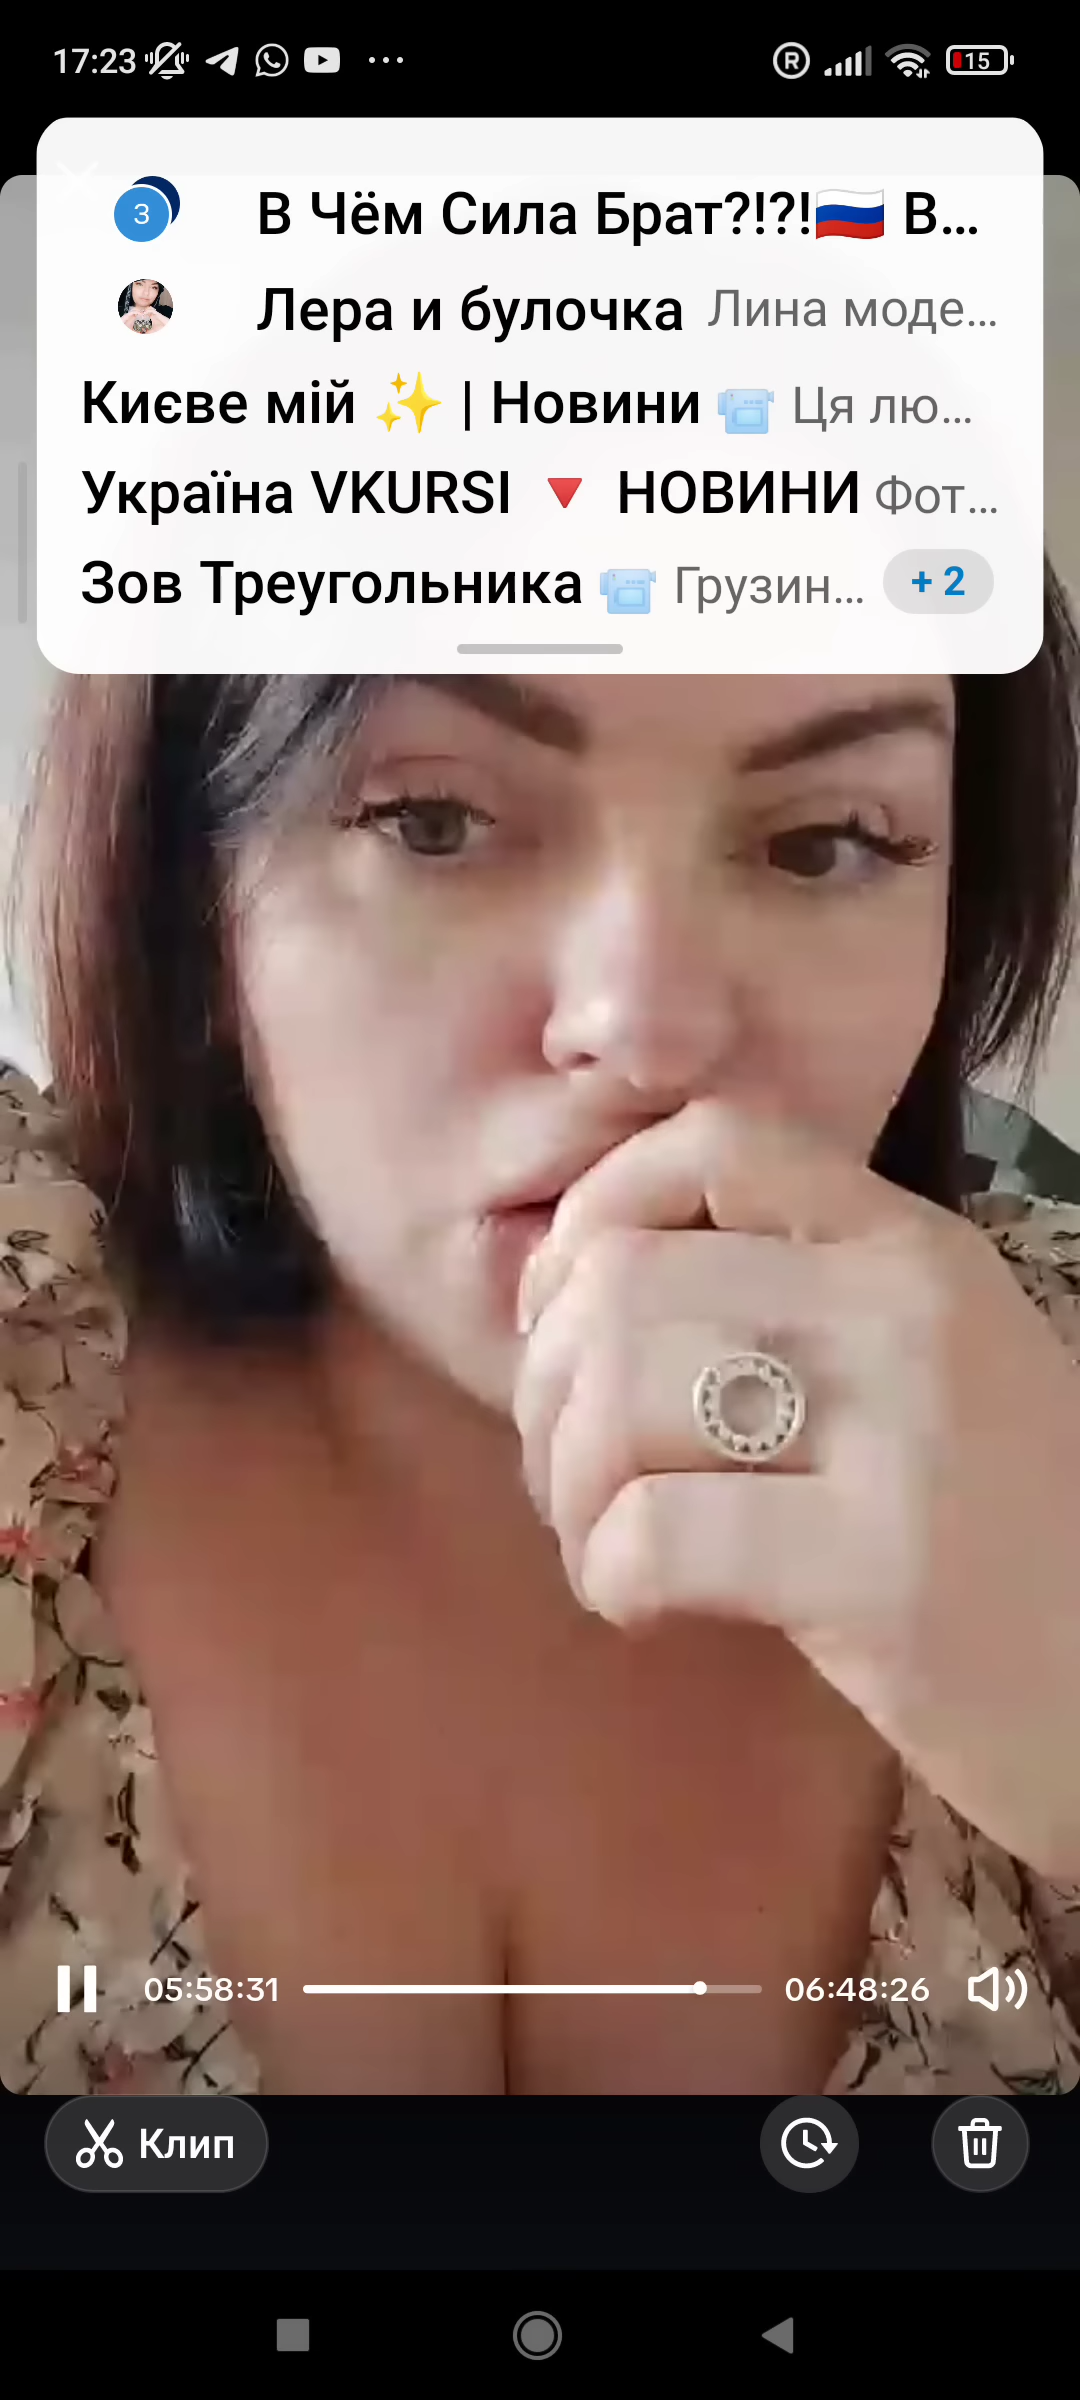 17:23
R
15
3
В Чём Сила Брат?!?!🇷🇺 В...
Лера и булочка Лина моде...
Києве мій ✨ | Новини Ця лю...
Україна VKURSI 🔻 НОВИНИ Фот...
Зов Треугольника Грузин... + 2
05:58:31 06:48:26
Клип